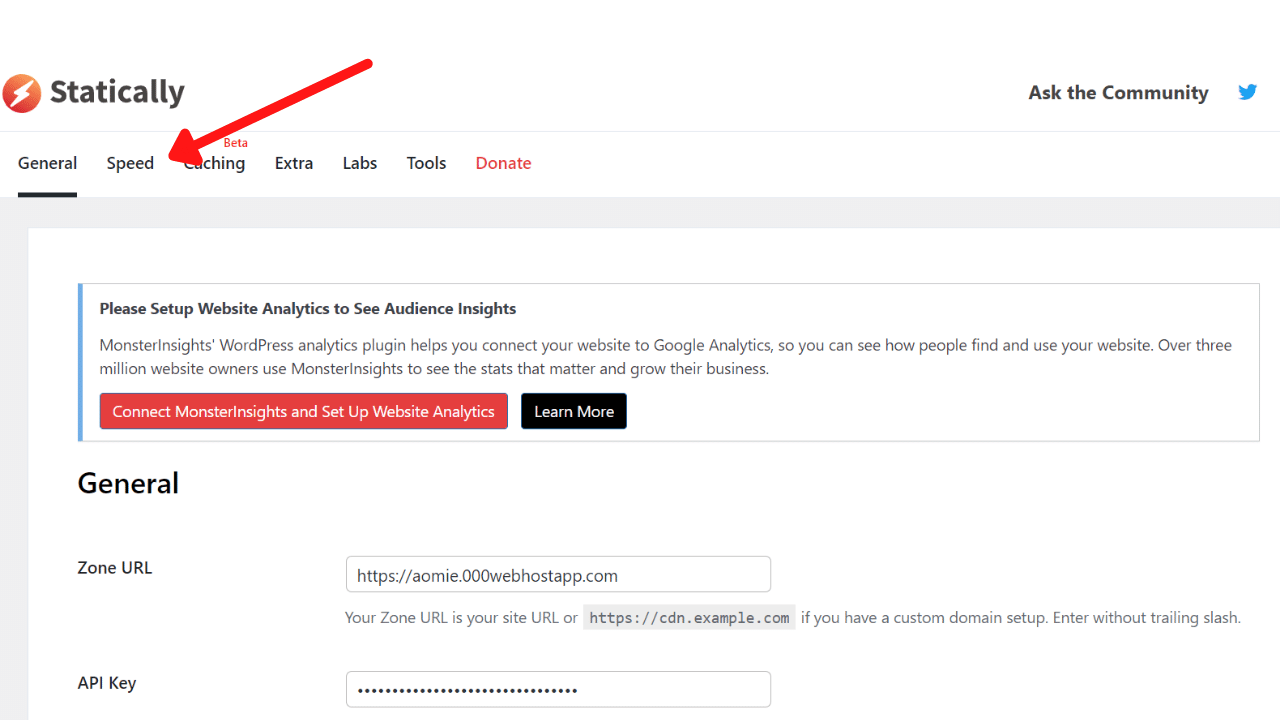 Statically
Ask the Community
Beta
General Speed Caching Extra Labs Tools Donate
Please Setup Website Analytics to See Audience Insights
MonsterInsights' WordPress analytics plugin helps you connect your website to Google Analytics, so you can see how people find and use your website. Over three
million website owners use MonsterInsights to see the stats that matter and grow their business.
Connect MonsterInsights and Set Up Website Analytics Learn More
General
Zone URL
https://aomie.000webhostapp.com
Your Zone URL is your site URL or https://cdn.example.com if you have a custom domain setup. Enter without trailing slash.
API Key
••••••••••••••••••••••••••••••••